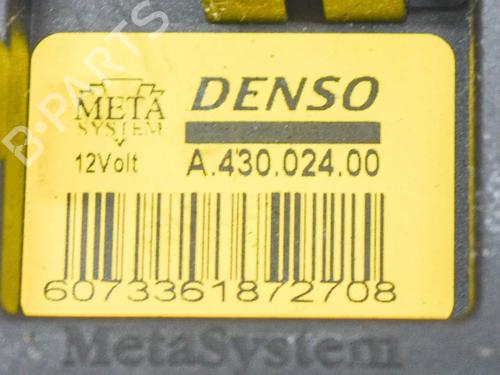 META
SYSTEM
DENSO
12Volt
A.430.024.00
6073361872708
MetaSystem
B-PARTS